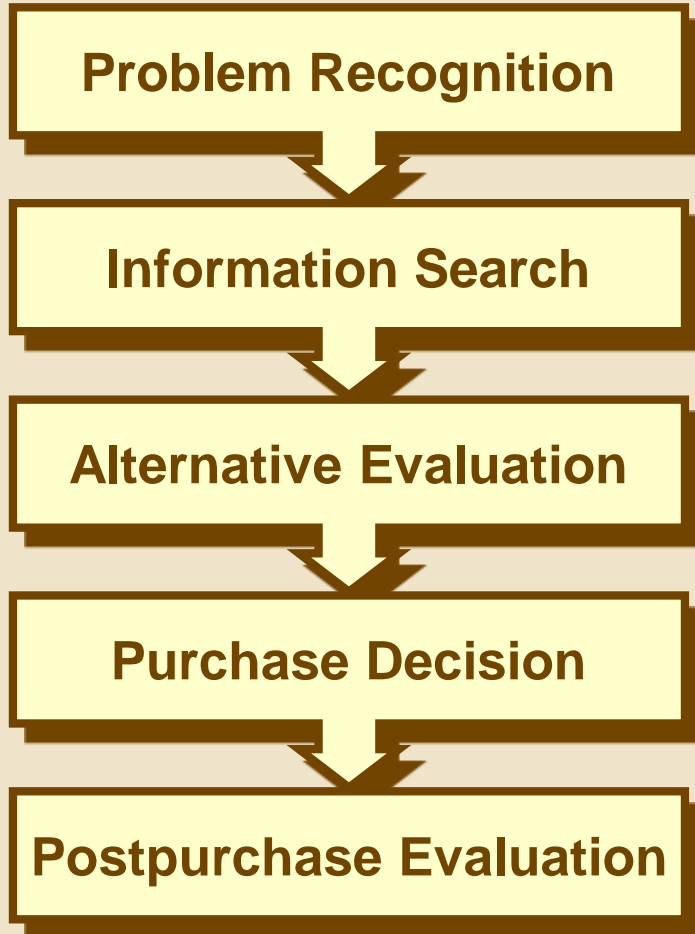 Problem Recognition
Information Search
Alternative Evaluation
Purchase Decision
Postpurchase Evaluation